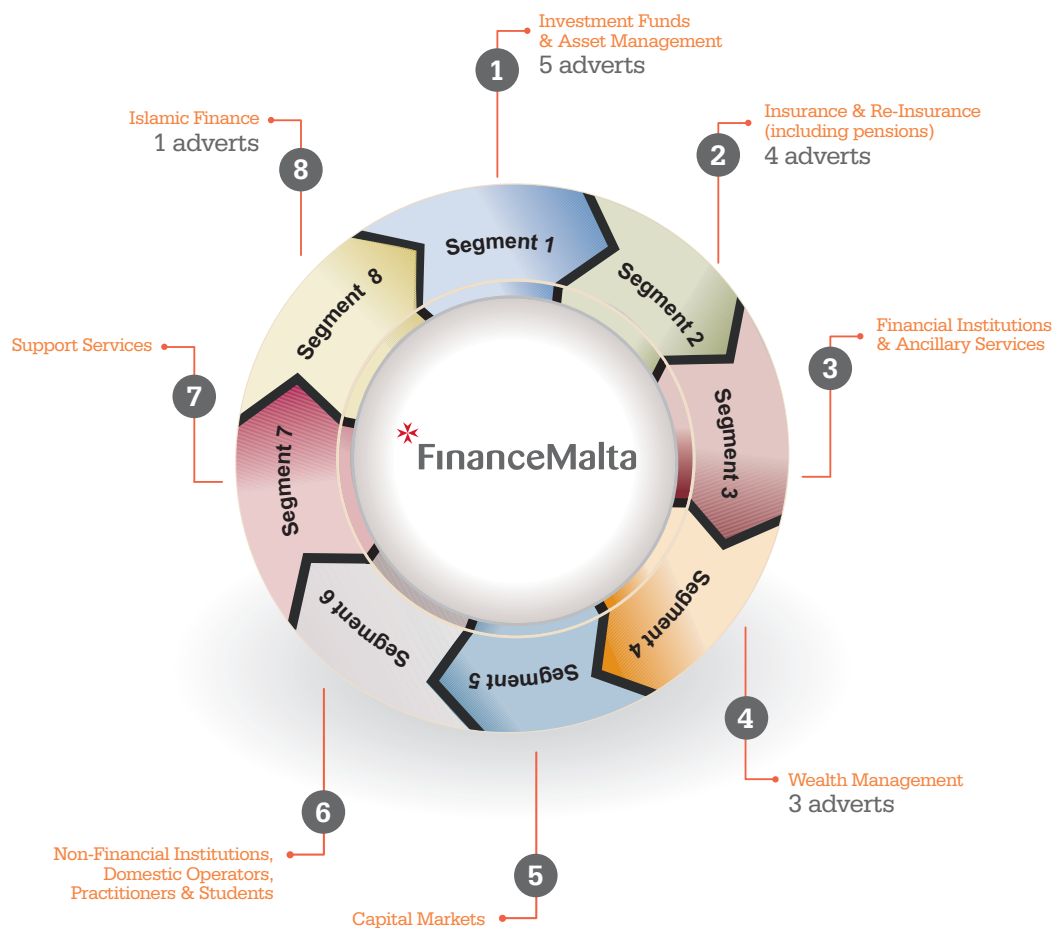 1
Investment Funds
& Asset Management
5 adverts
2
Insurance & Re-Insurance
(including pensions)
4 adverts
3
Financial Institutions
& Ancillary Services
4
Wealth Management
3 adverts
5
Capital Markets
6
Non-Financial Institutions,
Domestic Operators,
Practitioners & Students
7
Support Services
8
Islamic Finance
1 adverts
Segment 1
Segment 2
Segment 3
Segment 4
Segment 5
Segment 6
Segment 7
Segment 8
FinanceMalta